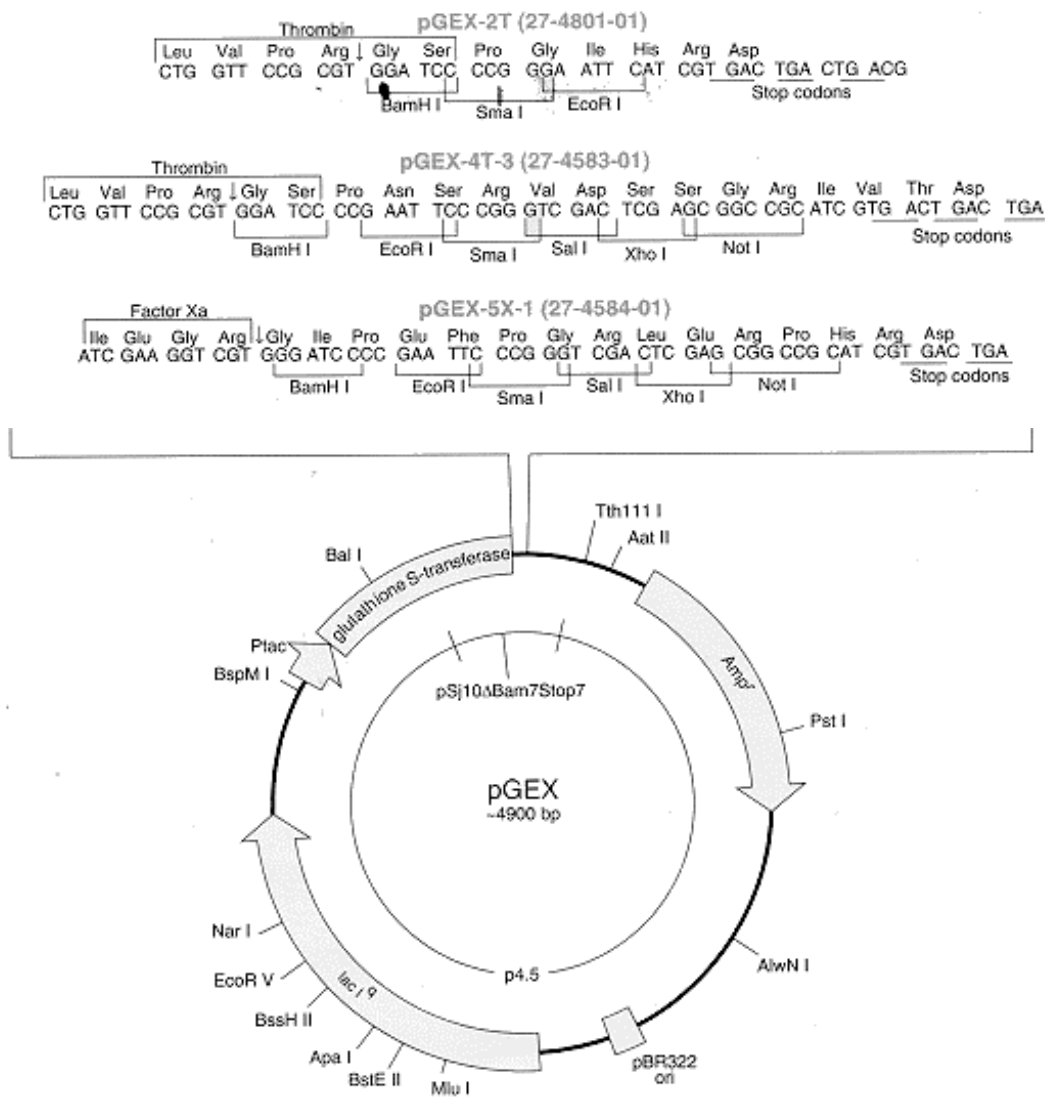 pGEX-2T (27-4801-01)
Thrombin
Leu Val Pro Arg ↓ Gly Ser Pro Gly Ile His Arg Asp
CTG GTT CCG CGT GGA TCC CCG GGA ATT CAT CGT GAC TGA CTGACG
BamH I Sma I EcoR I Stop codons
pGEX-4T-3 (27-4583-01)
Thrombin
Leu Val Pro Arg ↓ Gly Ser Pro Asn Ser Arg Val Asp Ser Ser Gly Arg Ile Val Thr Asp
CTG GTT CCG CGT GGA TCC CCG AAT TCC CGG GTC GAC TCG AGC GGC CGC ATC GTG ACT GAC TGA
BamH I EcoR I Sma I Sal I Xho I Not I Stop codons
pGEX-5X-1 (27-4584-01)
Factor Xa
Ile Glu Gly Arg ↓ Gly Ile Pro Glu Phe Pro Gly Arg Leu Glu Arg Pro His Arg Asp
ATC GAA GGT CGT GGG ATC CCC GAA TTC CCG GGT CGA CTC GAG CGG CCG CAT CGT GAC TGA
BamH I EcoR I Sma I Sal I Xho I Not I Stop codons
Tth111 I
Aat II
Bal I
glutathione S-transferase
Ptac
BspM I
pSj10ΔBam7Stop7
Ampʳ
Pst I
pGEX
~4900 bp
Nar I
EcoR V
BssH II
Apa I
BstE II
Mlu I
lac I q
p4.5
AlwN I
pBR322
ori